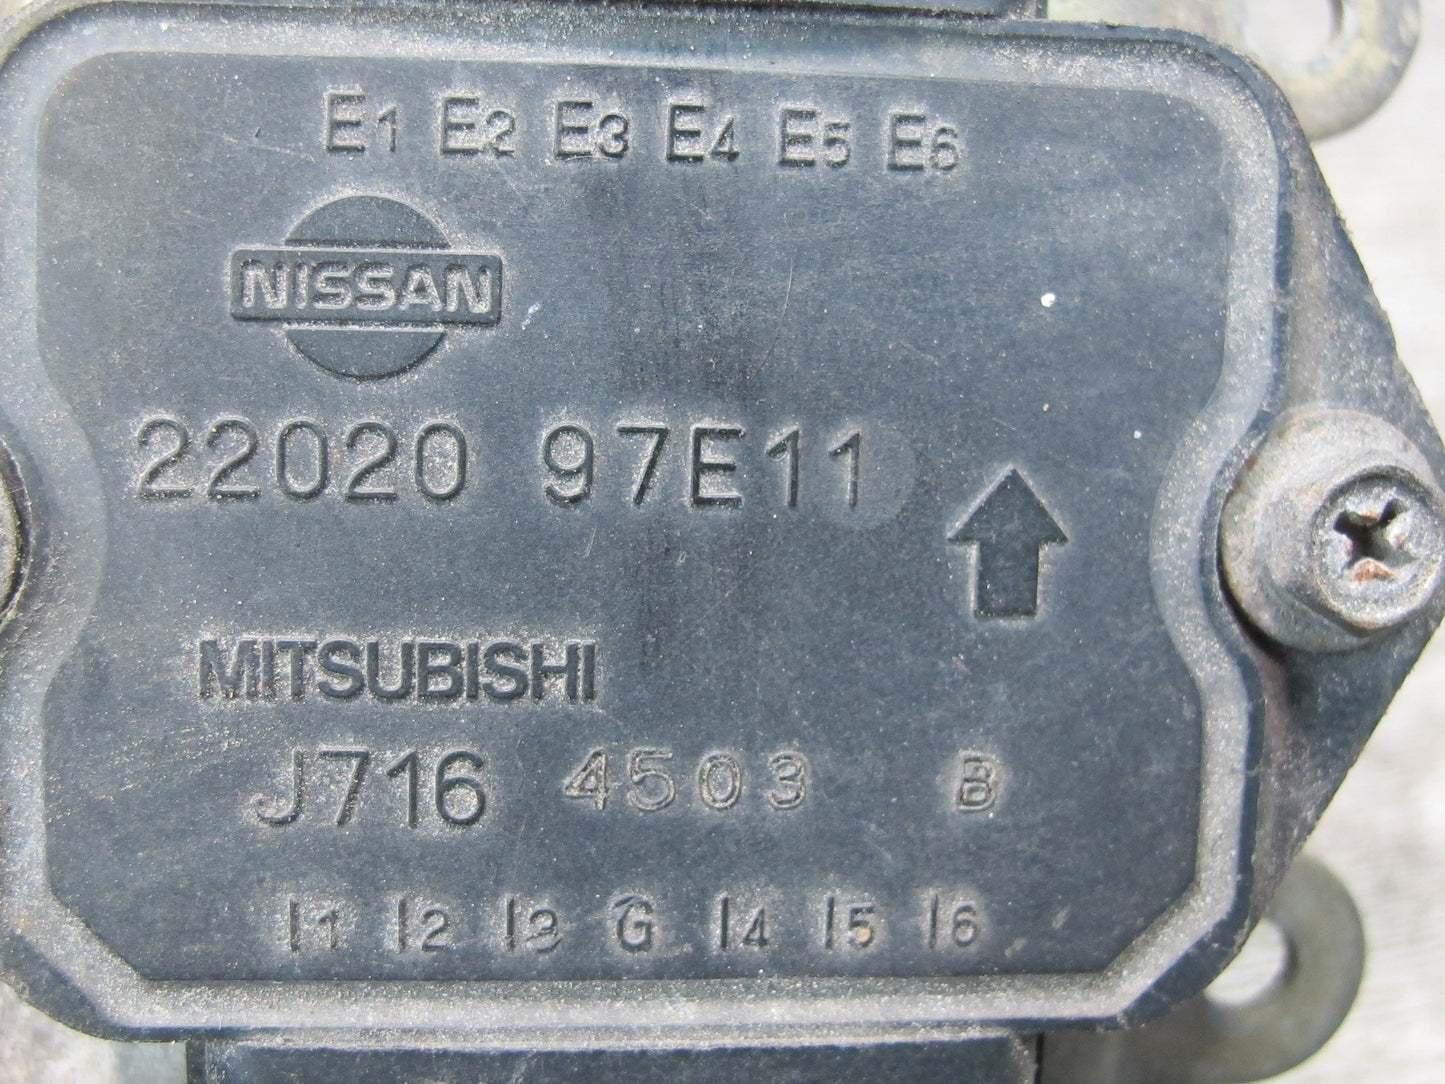 E1 E2 E3 E4 E5 E6
NISSAN
22020 97E11
MITSUBISHI
J716 4503 B
I1 I2 I3 G I4 I5 I6